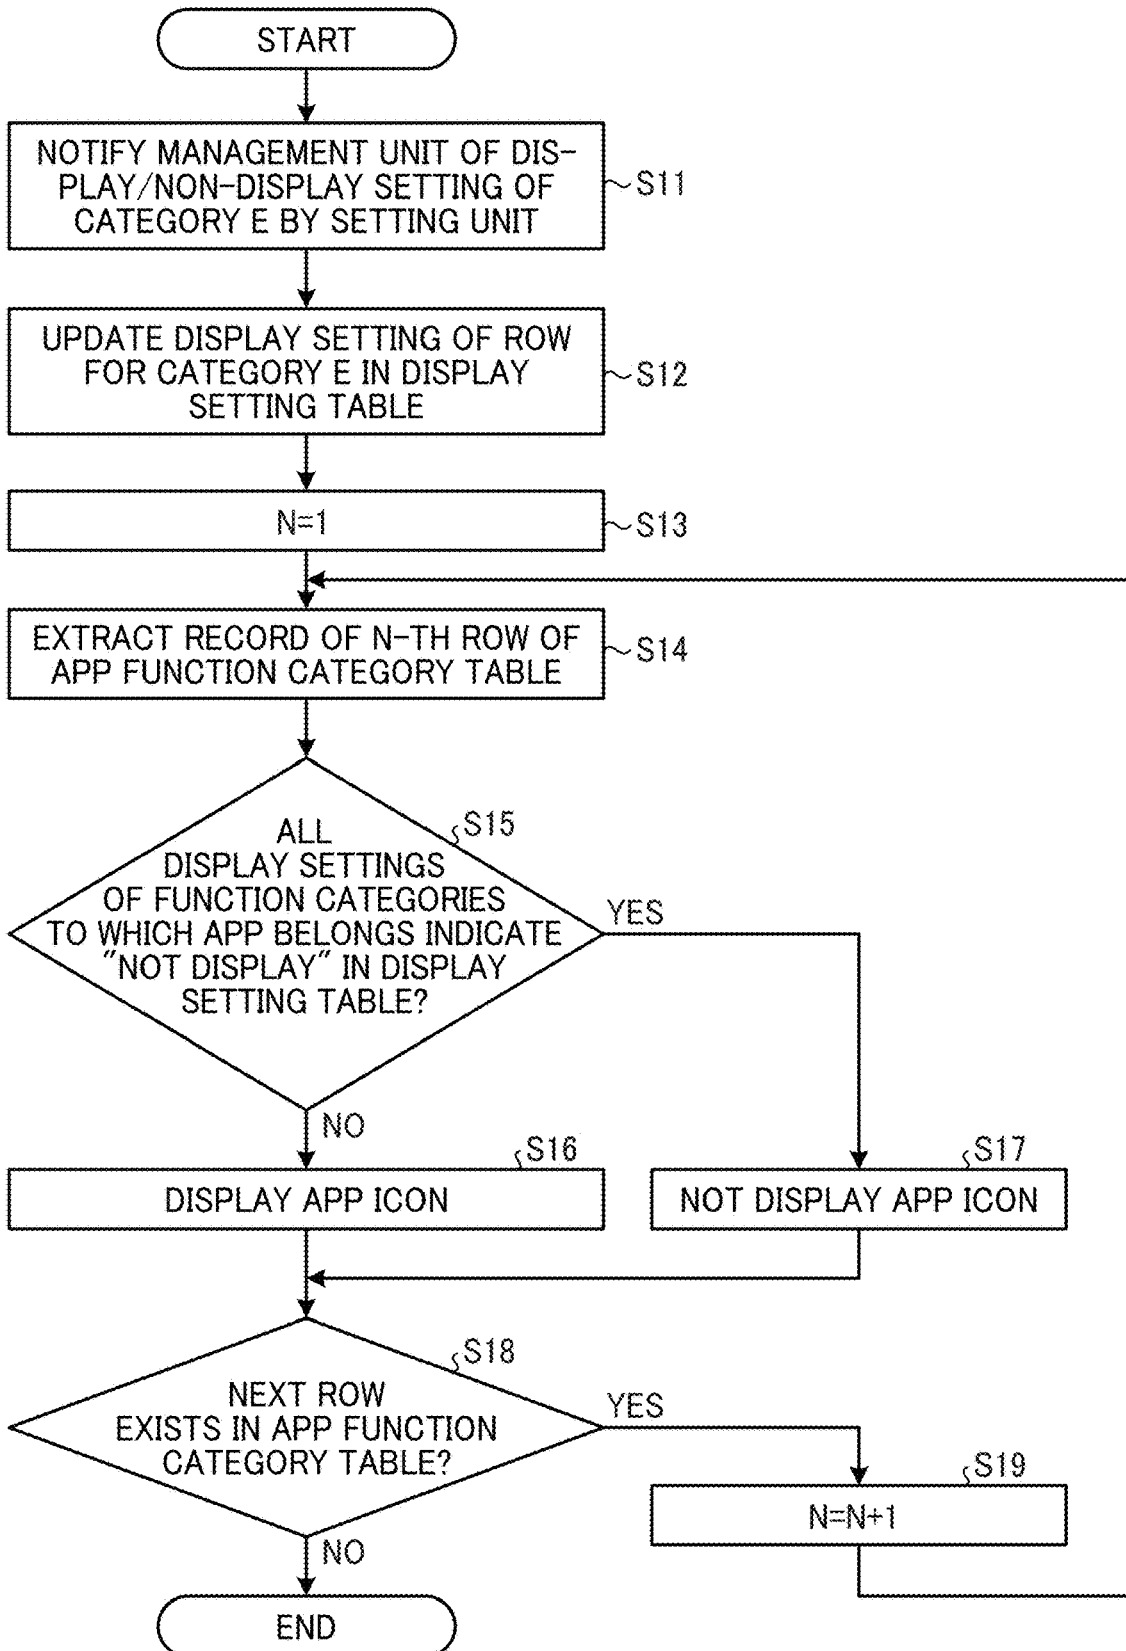 START
NOTIFY MANAGEMENT UNIT OF DIS-
PLAY/NON-DISPLAY SETTING OF
CATEGORY E BY SETTING UNIT
S11
UPDATE DISPLAY SETTING OF ROW
FOR CATEGORY E IN DISPLAY
SETTING TABLE
S12
N=1
S13
EXTRACT RECORD OF N-TH ROW OF
APP FUNCTION CATEGORY TABLE
S14
S15
ALL
DISPLAY SETTINGS
OF FUNCTION CATEGORIES
TO WHICH APP BELONGS INDICATE
"NOT DISPLAY" IN DISPLAY
SETTING TABLE?
YES
NO
S16
DISPLAY APP ICON
S17
NOT DISPLAY APP ICON
S18
NEXT ROW
EXISTS IN APP FUNCTION
CATEGORY TABLE?
YES
S19
N=N+1
NO
END